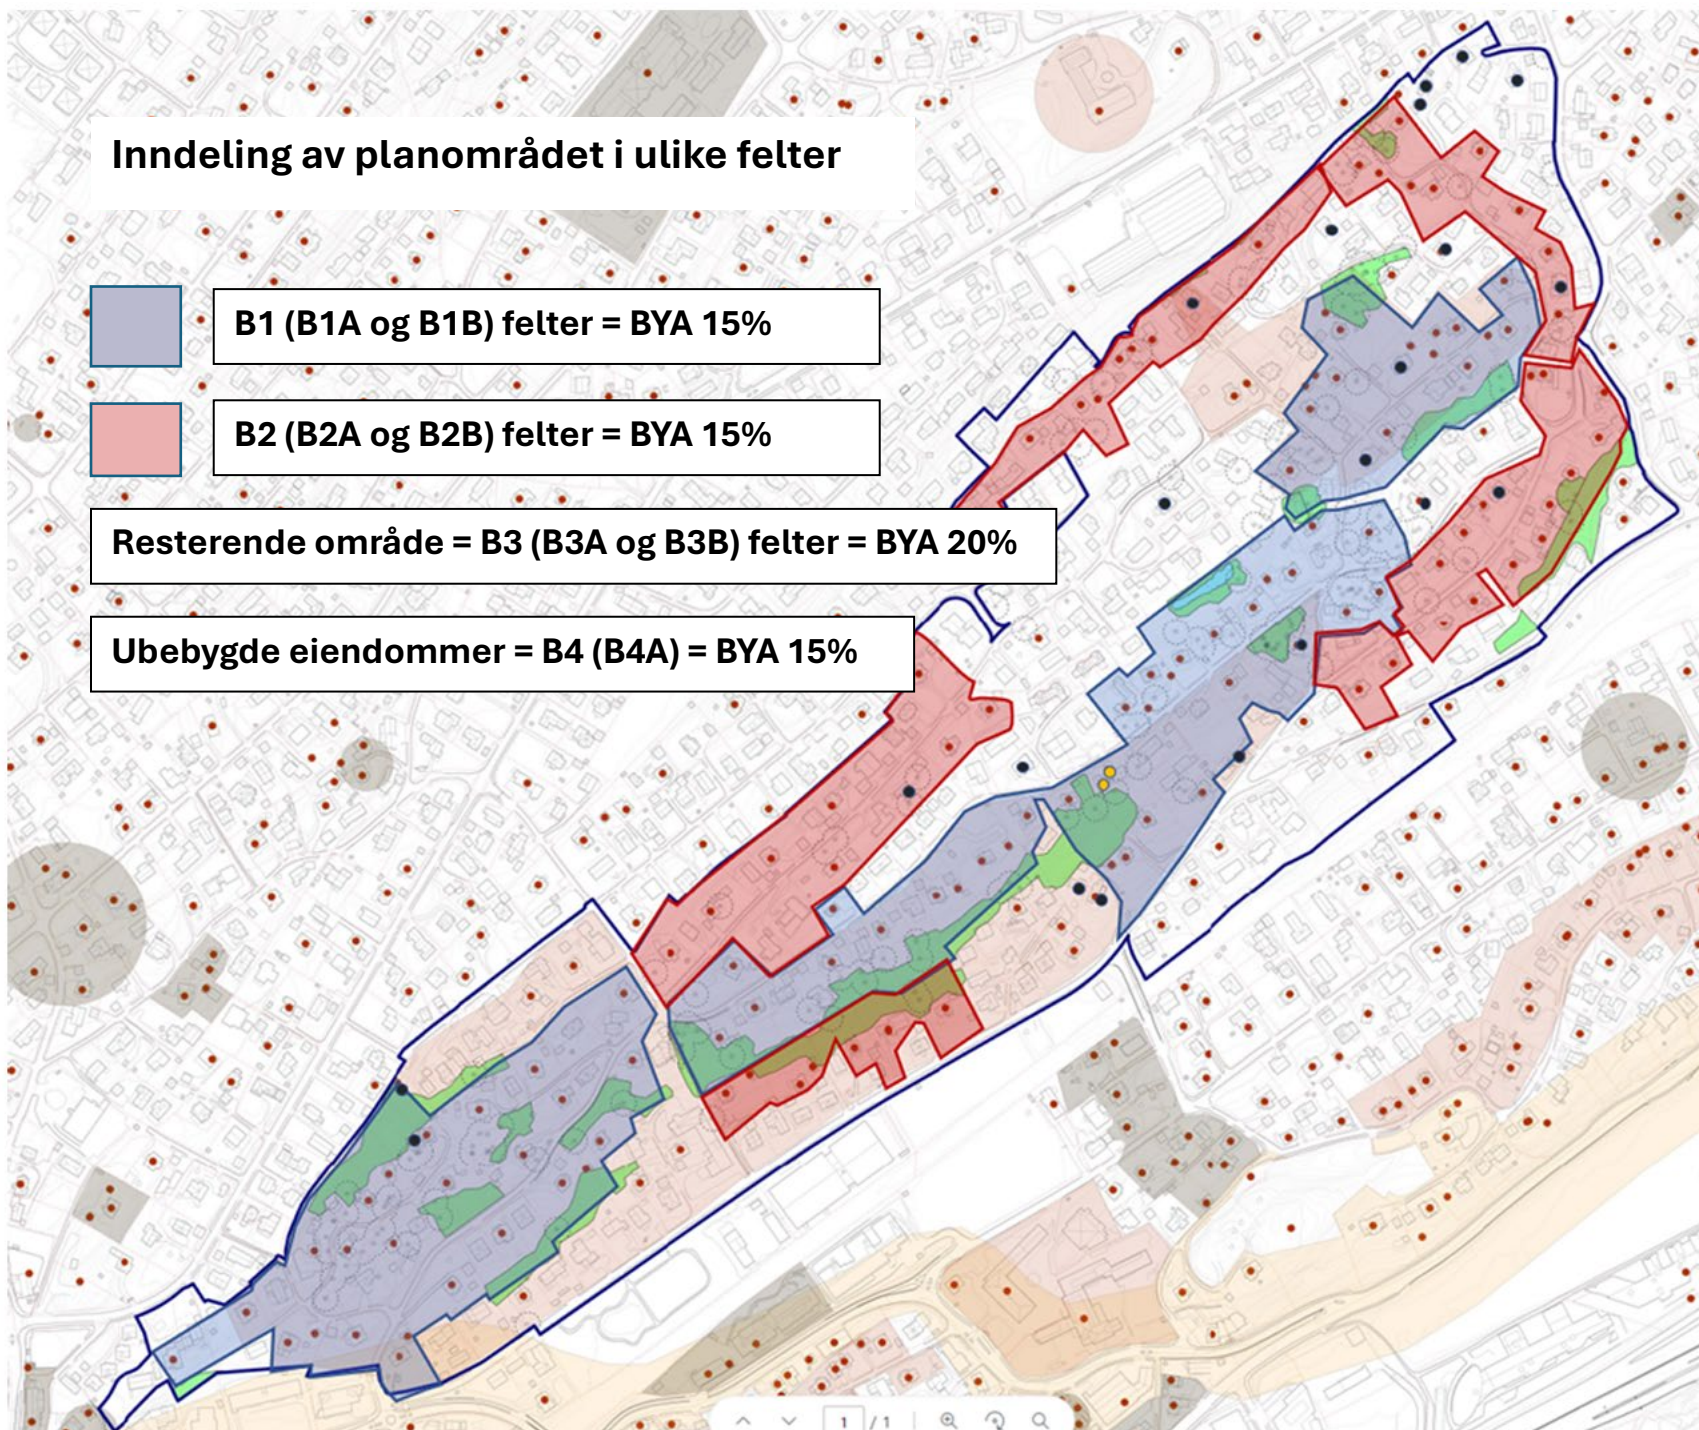 Inndeling av planområdet i ulike felter
B1 (B1A og B1B) felter = BYA 15%
B2 (B2A og B2B) felter = BYA 15%
Resterende område = B3 (B3A og B3B) felter = BYA 20%
Ubebygde eiendommer = B4 (B4A) = BYA 15%
1 / 1